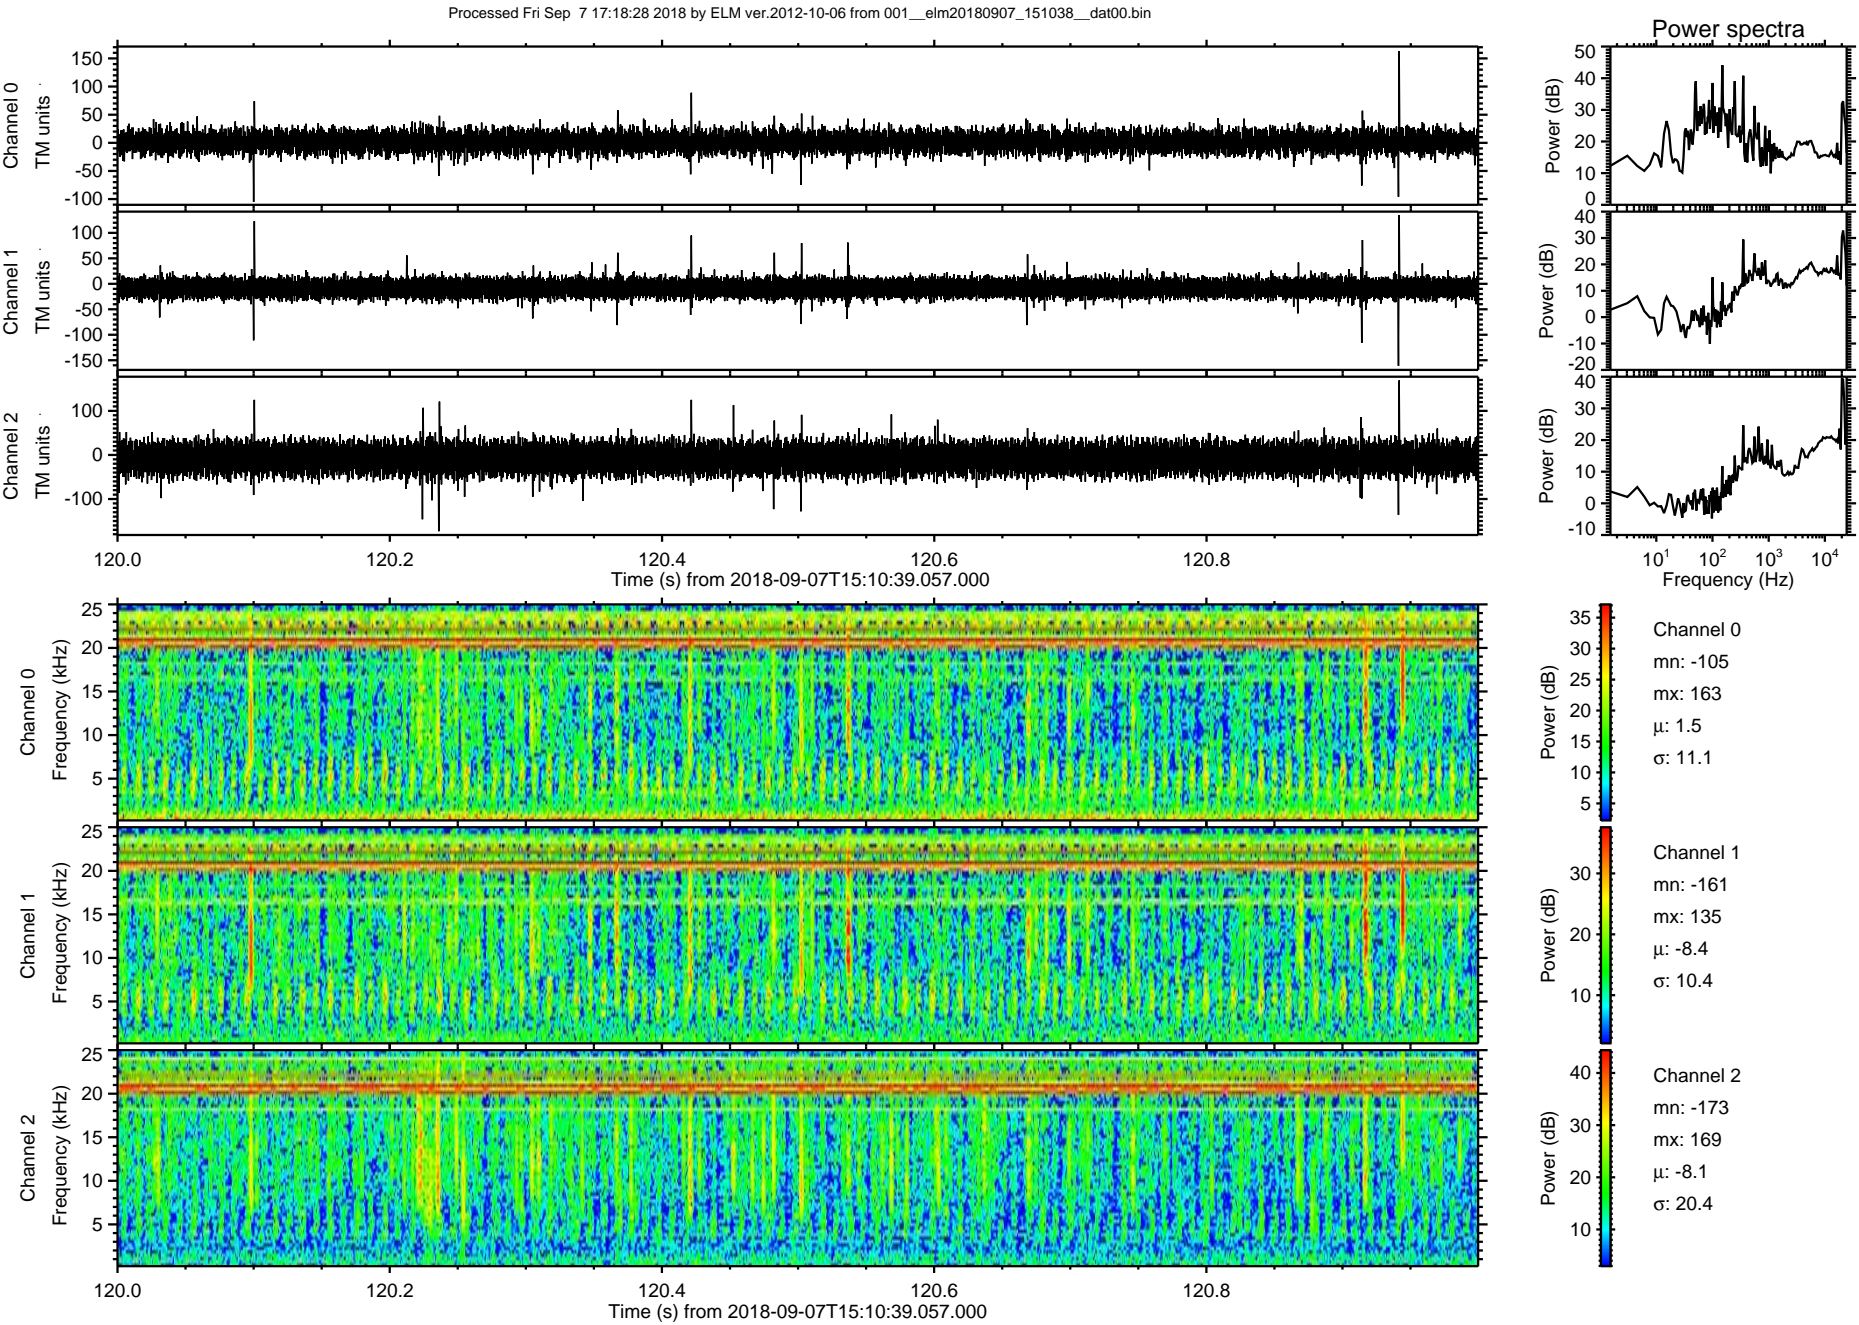 Processed Fri Sep  7 17:18:28 2018 by ELM ver.2012-10-06 from 001__elm20180907_151038__dat00.bin
Power spectra
Channel 0
TM units
150
100
50
0
-50
-100
Power (dB)
50
40
30
20
10
0
Channel 1
TM units
100
50
0
-50
-100
-150
Power (dB)
40
30
20
10
0
-10
-20
Channel 2
TM units
100
0
-100
Power (dB)
40
30
20
10
0
-10
120.0 120.2 120.4 120.6 120.8
Time (s) from 2018-09-07T15:10:39.057.000
10¹ 10² 10³ 10⁴
Frequency (Hz)
Channel 0
Frequency (kHz)
25
20
15
10
5
Power (dB)
35
30
25
20
15
10
5
Channel 0
mn: -105
mx: 163
μ: 1.5
σ: 11.1
Channel 1
Frequency (kHz)
25
20
15
10
5
Power (dB)
30
20
10
Channel 1
mn: -161
mx: 135
μ: -8.4
σ: 10.4
Channel 2
Frequency (kHz)
25
20
15
10
5
Power (dB)
40
30
20
10
Channel 2
mn: -173
mx: 169
μ: -8.1
σ: 20.4
120.0 120.2 120.4 120.6 120.8
Time (s) from 2018-09-07T15:10:39.057.000